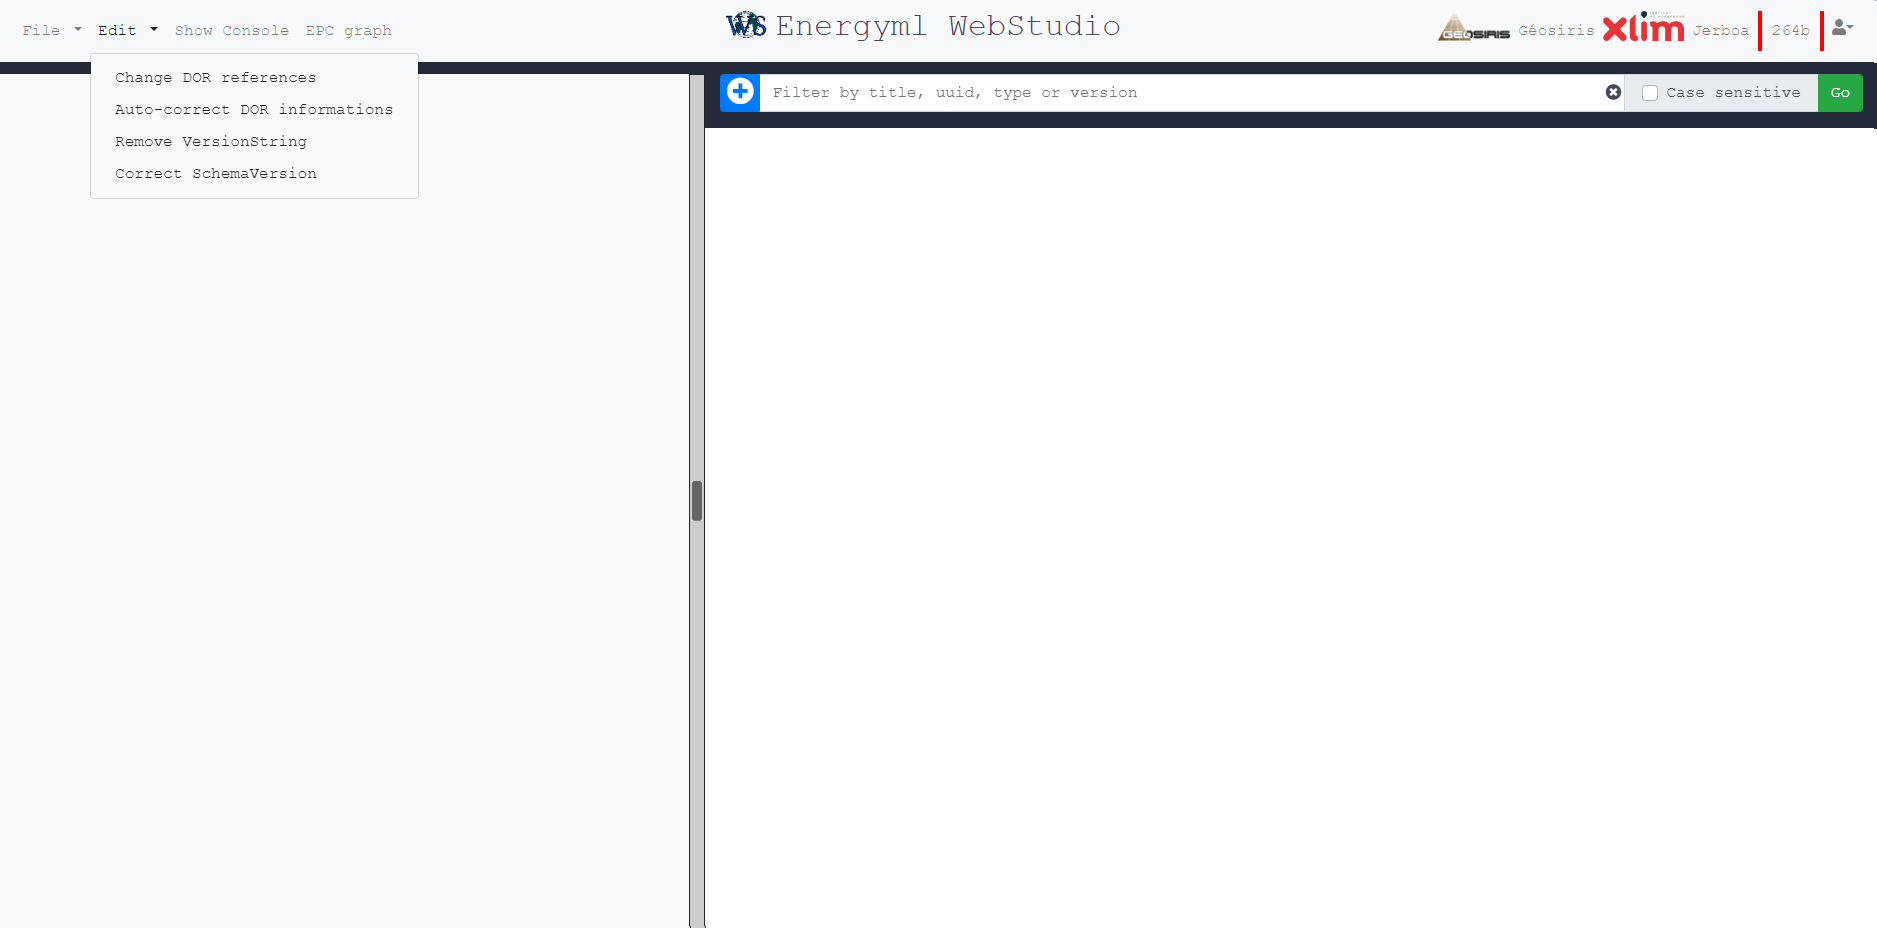 File Edit Show Console EPC graph
WS Energyml WebStudio
GEOSIRIS Géosiris Xlim Jerboa 264b
Change DOR references
Auto-correct DOR informations
Remove VersionString
Correct SchemaVersion
Filter by title, uuid, type or version
Case sensitive
Go